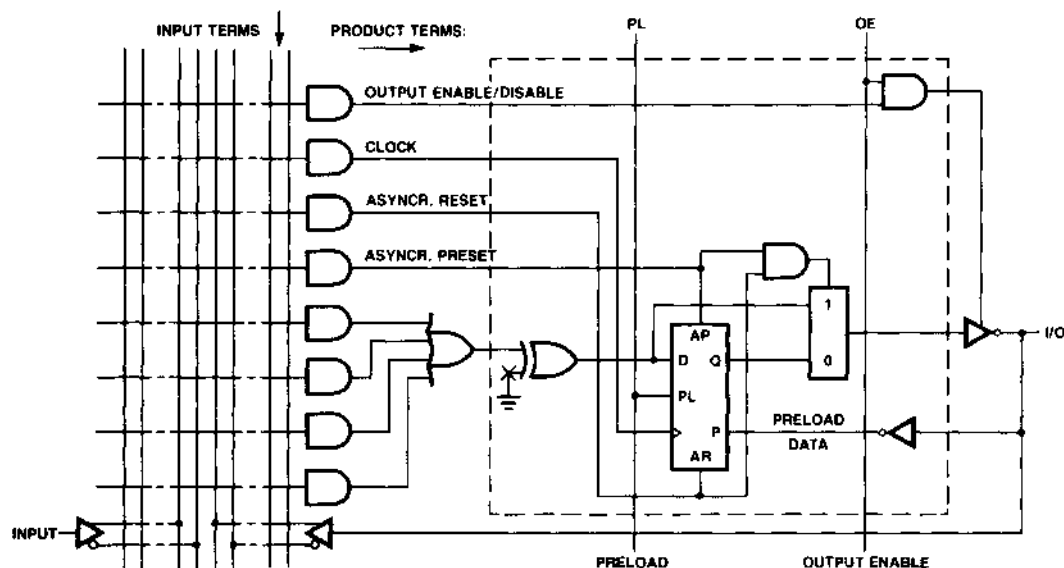 INPUT TERMS
PRODUCT TERMS:
PL
OE
OUTPUT ENABLE/DISABLE
CLOCK
ASYNCR. RESET
ASYNCR. PRESET
1
AP
I/O
D
Q
0
PL
P
PRELOAD
DATA
AR
INPUT
PRELOAD
OUTPUT ENABLE